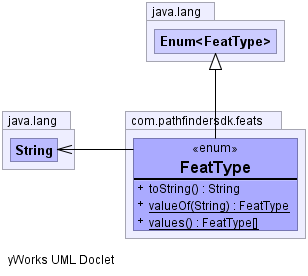 java.lang
Enum<FeatType>
java.lang
String
com.pathfindersdk.feats
«enum»
FeatType
+ toString() : String
+ valueOf(String) : FeatType
+ values() : FeatType[]
yWorks UML Doclet